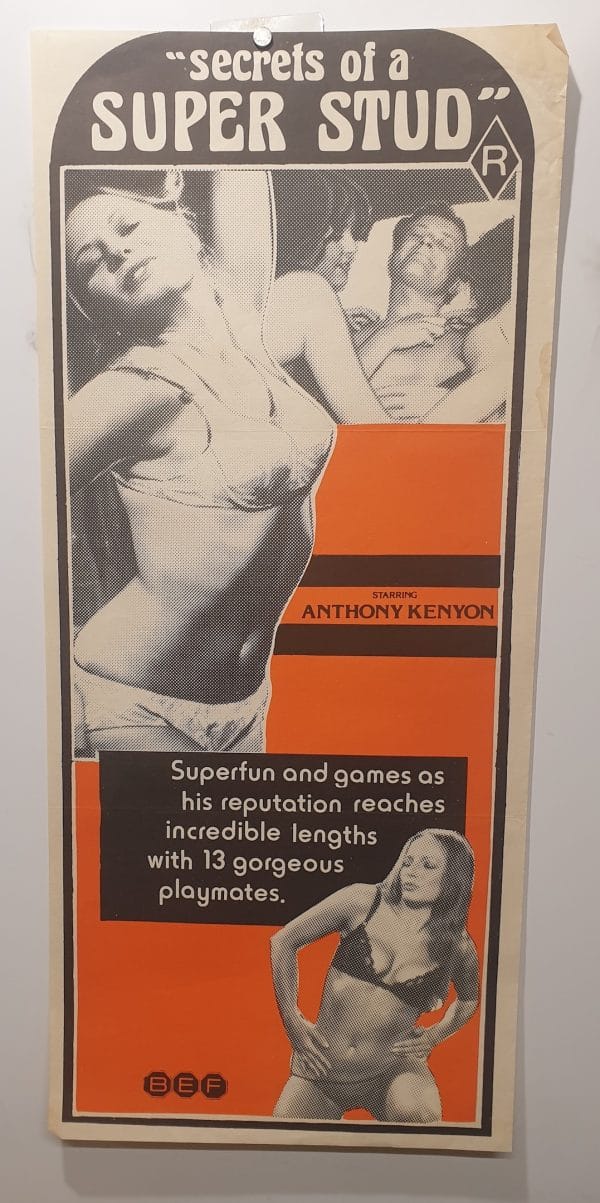 "secrets of a
SUPER STUD"
R
STARRING
ANTHONY KENYON
Superfun and games as
his reputation reaches
incredible lengths
with 13 gorgeous
playmates.
BEF